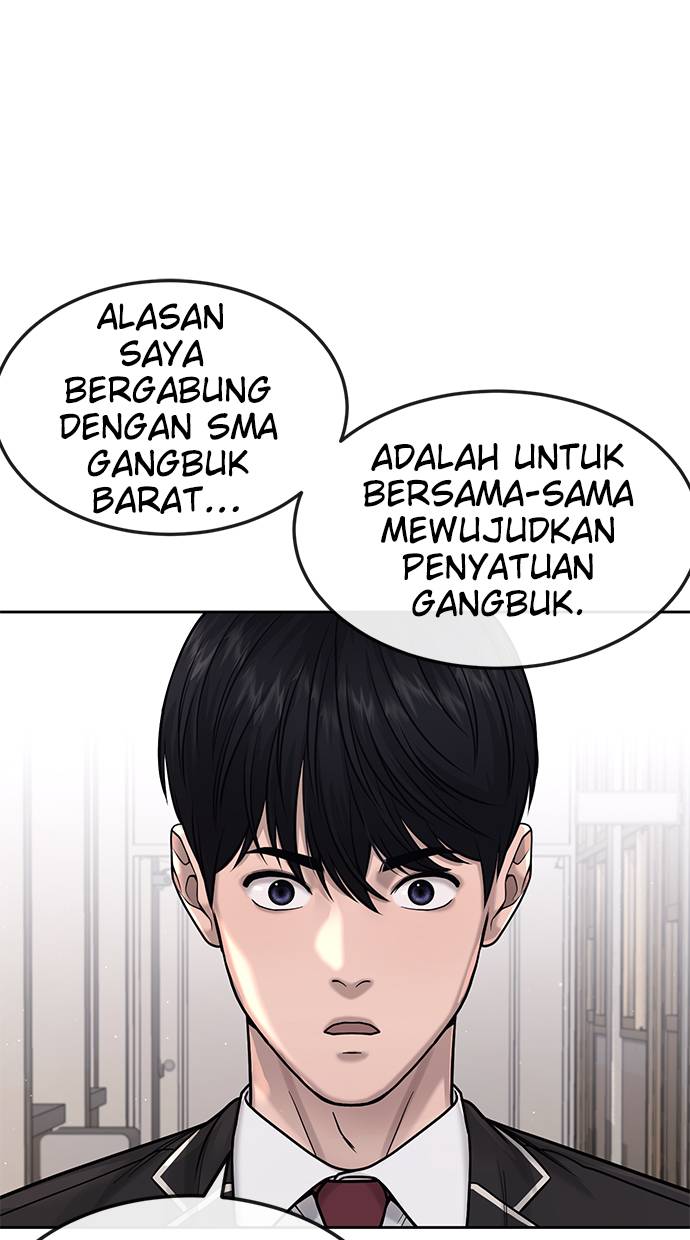 ALASAN
SAYA
BERGABUNG
DENGAN SMA
GANGBUK
BARAT...
ADALAH UNTUK
BERSAMA-SAMA
MEWUJUDKAN
PENYATUAN
GANGBUK.